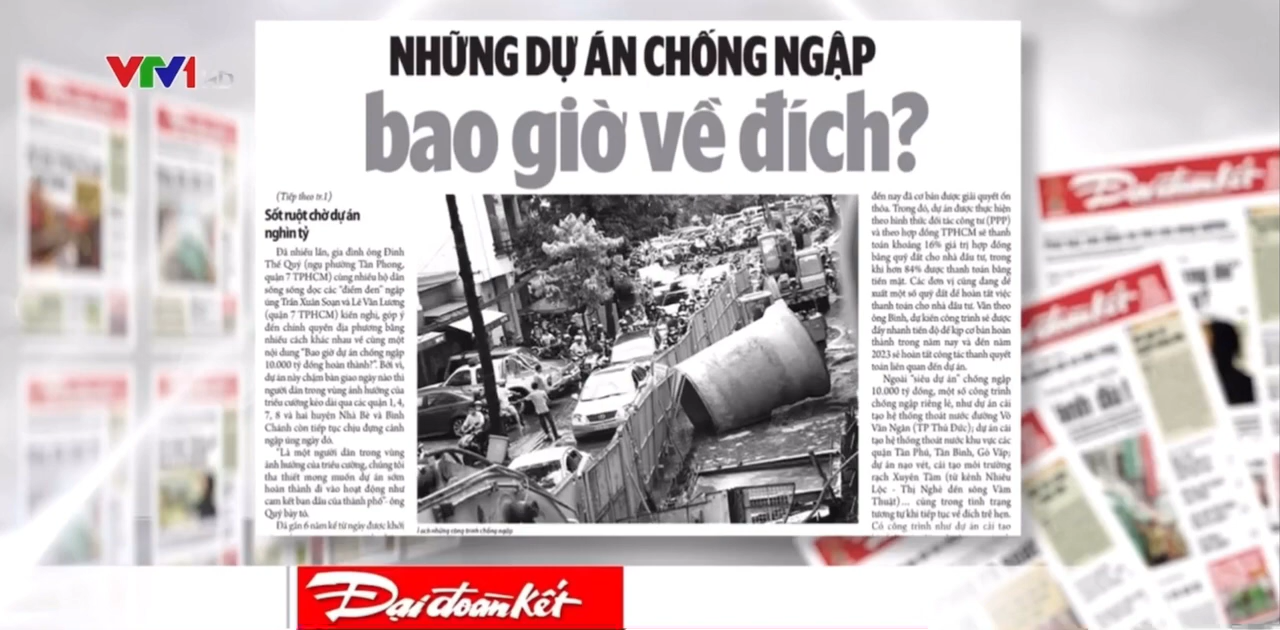 VTV1 HD
NHỮNG DỰ ÁN CHỐNG NGẬP
bao giờ về đích?
(Tiếp theo tr.1)
Sốt ruột chờ dự án
nghìn tỷ
Đã nhiều lần, gia đình ông Đinh
Thế Quý (ngụ phường Tân Phong,
quận 7 TPHCM) cùng nhiều hộ dân
sống sông dọc các "điểm đen" ngập
úng Trần Xuân Soạn và Lê Văn Lương
(quận 7 TPHCM) kiến nghị, góp ý
đến chính quyền địa phương bằng
nhiều cách khác nhau về cùng một
nội dung "Bao giờ dự án chống ngập
10.000 tỷ đồng hoàn thành?". Bởi vì,
dự án này chậm bàn giao ngày nào thì
người dân trong vùng ảnh hưởng của
triều cường kéo dài qua các quận 1, 4,
7, 8 và hai huyện Nhà Bè và Bình
Chánh còn tiếp tục chịu đựng cảnh
ngập úng ngày đó.
"Là một người dân trong vùng
ảnh hưởng của triều cường, chúng tôi
tha thiết mong muốn dự án sớm
hoàn thành đi vào hoạt động như
cam kết ban đầu của thành phố"- ông
Quý bày tỏ.
Đã gần 6 năm kể từ ngày được khởi
Ì ạch những công trình chống ngập
đến nay đã cơ bản được giải quyết ổn
thỏa. Trong đó, dự án được thực hiện
theo hình thức đối tác công tư (PPP)
và theo hợp đồng TPHCM sẽ thanh
toán khoảng 16% giá trị hợp đồng
bằng quỹ đất cho nhà đầu tư, trong
khi hơn 84% được thanh toán bằng
tiền mặt. Các đơn vị cũng đang đề
xuất một số quỹ đất để hoàn tất việc
thanh toán cho nhà đầu tư. Vẫn theo
ông Bình, dự kiến công trình sẽ được
đẩy nhanh tiến độ để kịp cơ bản hoàn
thành trong năm nay và đến năm
2023 sẽ hoàn tất công tác thanh quyết
toán liên quan đến dự án.
Ngoài "siêu dự án" chống ngập
10.000 tỷ đồng, một số công trình
chống ngập riêng lẻ, như dự án cải
tạo hệ thống thoát nước đường Võ
Văn Ngân (TP Thủ Đức); dự án cải
tạo hệ thống thoát nước khu vực các
quận Tân Phú, Tân Bình, Gò Vấp;
dự án nạo vét, cải tạo môi trường
rạch Xuyên Tâm (từ kênh Nhiêu
Lộc - Thị Nghè đến sông Vàm
Thuật)... cũng trong tình trạng
tương tự khi tiếp tục về đích trễ hẹn.
Có công trình như dự án cải tạo
Đại đoàn kết
Đại đoàn kết